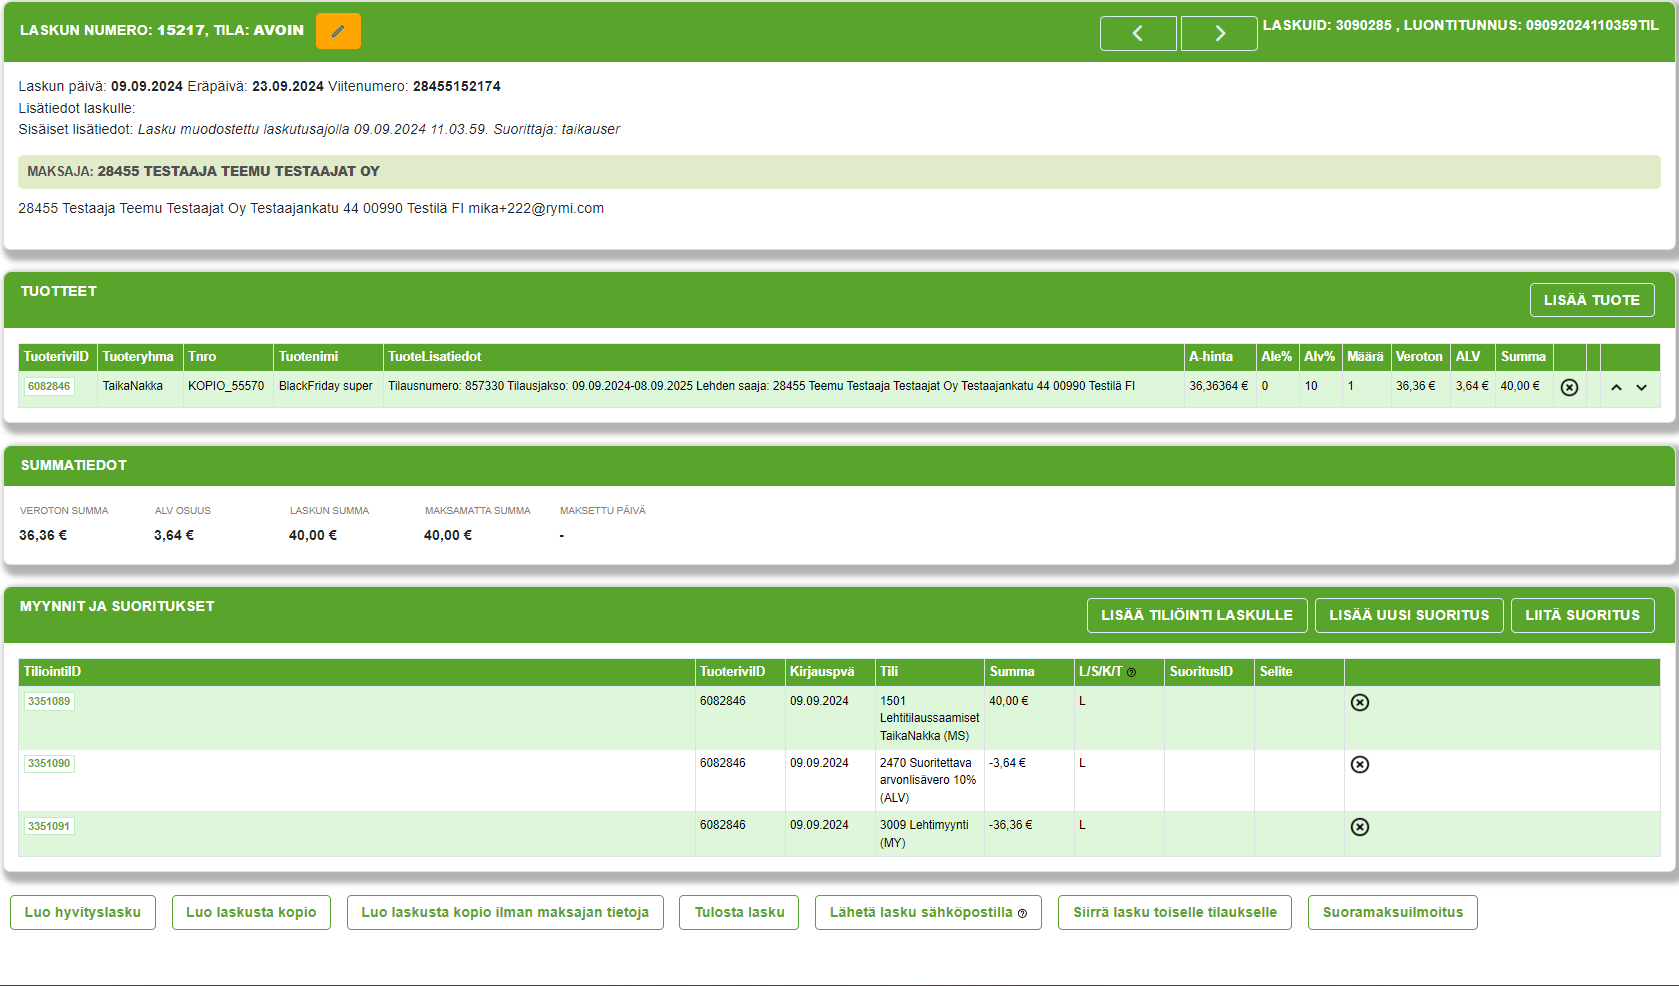 LASKUN NUMERO: 15217, TILA: AVOIN
LASKUID: 3090285 , LUONTITUNNUS: 09092024110359TIL
Laskun päivä: 09.09.2024 Eräpäivä: 23.09.2024 Viitenumero: 28455152174
Lisätiedot laskulle:
Sisäiset lisätiedot: Lasku muodostettu laskutusajolla 09.09.2024 11.03.59. Suorittaja: taikauser
MAKSAJA: 28455 TESTAAJA TEEMU TESTAAJAT OY
28455 Testaaja Teemu Testaajat Oy Testaajankatu 44 00990 Testilä FI mika+222@rymi.com
TUOTTEET
LISÄÄ TUOTE
TuoteriviID Tuoteryhma Tnro Tuotenimi TuoteLisatiedot A-hinta Ale% Alv% Määrä Veroton ALV Summa
6082846 TaikaNakka KOPIO_55570 BlackFriday super Tilausnumero: 857330 Tilausjakso: 09.09.2024-08.09.2025 Lehden saaja: 28455 Teemu Testaaja Testaajat Oy Testaajankatu 44 00990 Testilä FI 36,36364 € 0 10 1 36,36 € 3,64 € 40,00 €
SUMMATIEDOT
VEROTON SUMMA ALV OSUUS LASKUN SUMMA MAKSAMATTA SUMMA MAKSETTU PÄIVÄ
36,36 € 3,64 € 40,00 € 40,00 € -
MYYNNIT JA SUORITUKSET
LISÄÄ TILIÖINTI LASKULLE LISÄÄ UUSI SUORITUS LIITÄ SUORITUS
TiliointiID TuoteriviID Kirjauspvä Tili Summa L/S/K/T SuoritusID Selite
3351089 6082846 09.09.2024 1501 40,00 € L
Lehtitilaussaamiset
TaikaNakka (MS)
3351090 6082846 09.09.2024 2470 Suoritettava -3,64 € L
arvonlisävero 10%
(ALV)
3351091 6082846 09.09.2024 3009 Lehtimyynti -36,36 € L
(MY)
Luo hyvityslasku Luo laskusta kopio Luo laskusta kopio ilman maksajan tietoja Tulosta lasku Lähetä lasku sähköpostilla Siirrä lasku toiselle tilaukselle Suoramaksuilmoitus